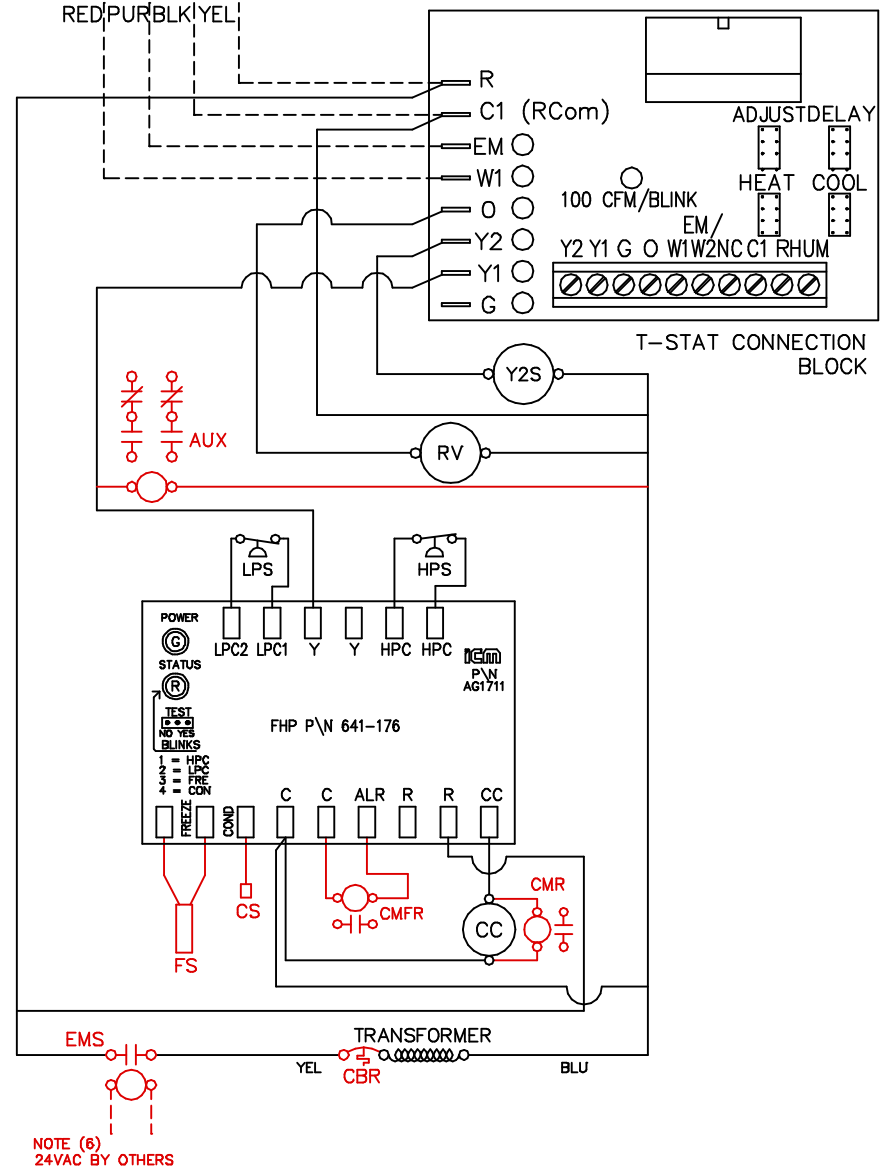 RED PUR BLK YEL
R
C1 (RCom)
EM
W1
O
Y2
Y1
G
ADJUST DELAY
HEAT COOL
100 CFM/BLINK
EM/
Y2 Y1 G O W1 W2 NC C1 R HUM
T-STAT CONNECTION
BLOCK
Y2S
AUX
RV
LPS
HPS
POWER
G
STATUS
R
TEST
NO YES
BLINKS
1 = HPC
2 = LPC
3 = FRE
4 = CON
LPC2 LPC1 Y Y HPC HPC
icm
P\N
AG1711
FHP P\N 641-176
FREEZE
COND
C C ALR R R CC
FS
CS
CMFR
CMR
CC
EMS
TRANSFORMER
YEL
CBR
BLU
NOTE (6)
24VAC BY OTHERS